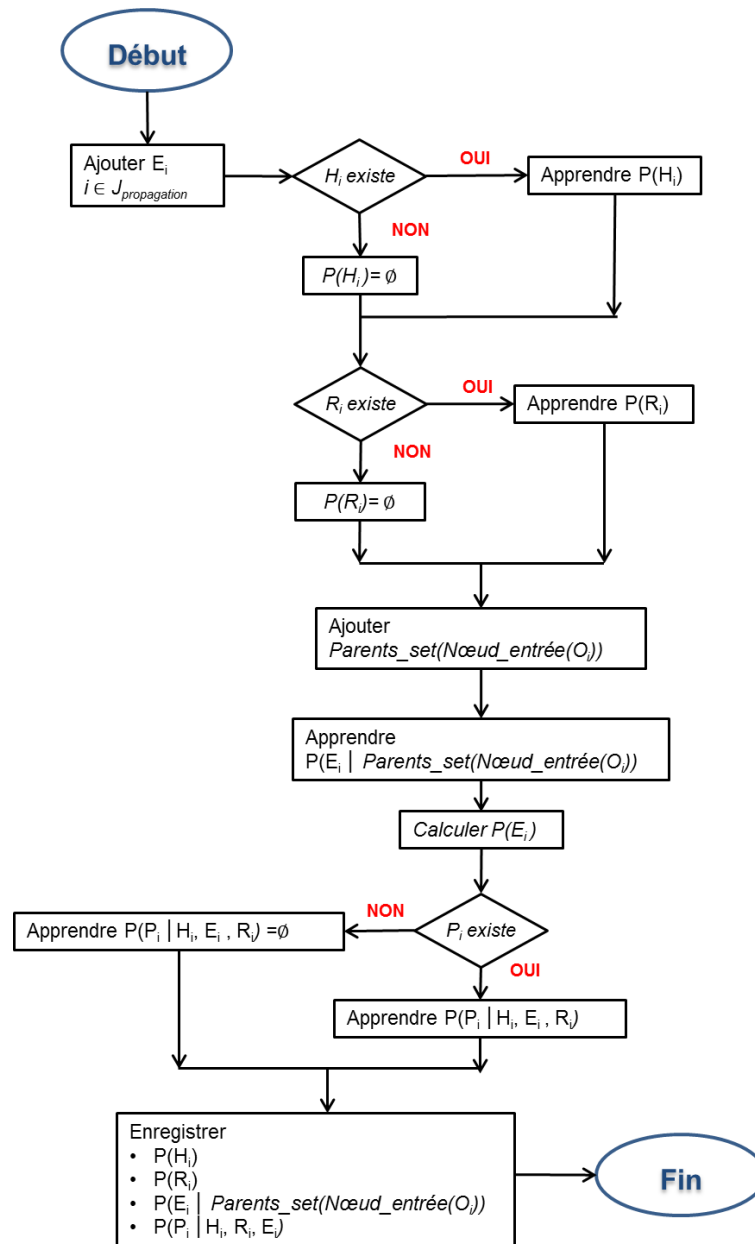 Début
Ajouter Eᵢ
i ∈ J_propagation
Hᵢ existe
OUI
Apprendre P(Hᵢ)
NON
P(Hᵢ)= ∅
Rᵢ existe
OUI
Apprendre P(Rᵢ)
NON
P(Rᵢ)= ∅
Ajouter
Parents_set(Nœud_entrée(Oᵢ))
Apprendre
P(Eᵢ | Parents_set(Nœud_entrée(Oᵢ))
Calculer P(Eᵢ)
Pᵢ existe
NON
Apprendre P(Pᵢ | Hᵢ, Eᵢ , Rᵢ) =∅
OUI
Apprendre P(Pᵢ | Hᵢ, Eᵢ , Rᵢ)
Enregistrer
• P(Hᵢ)
• P(Rᵢ)
• P(Eᵢ | Parents_set(Nœud_entrée(Oᵢ))
• P(Pᵢ | Hᵢ, Rᵢ, Eᵢ)
Fin